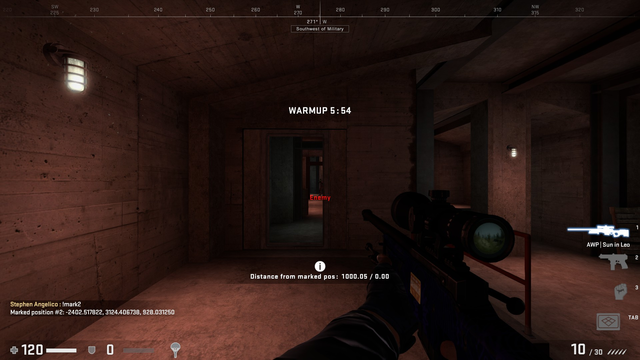 SW
225
230
240
250
260
W
270
280
290
300
310
NW
315
320
271° W
Southwest of Military
WARMUP 5:54
Enemy
1
AWP | Sun in Leo
2
3
TAB
Distance from marked pos: 1000.05 / 0.00
Stephen Angelico : !mark2
Marked position #2: -2402.517822, 3124.406738, 928.031250
120
0
10 / 30